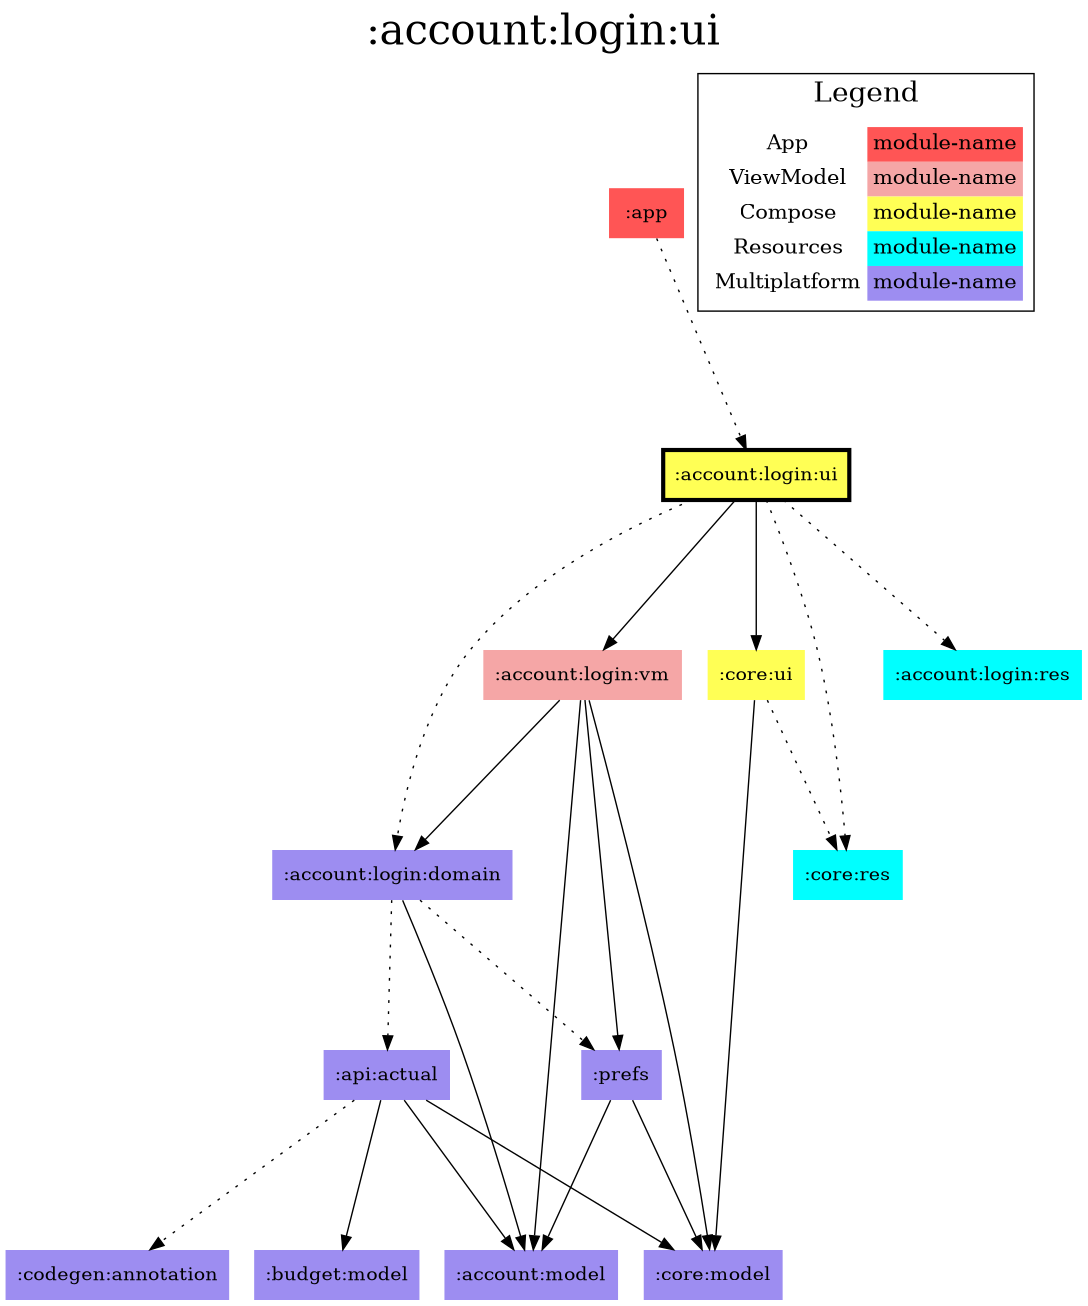 :account:login:ui
Legend
App module-name
ViewModel module-name
Compose module-name
Resources module-name
Multiplatform module-name
:app
:account:login:ui
:account:login:vm
:core:ui
:account:login:res
:account:login:domain
:core:res
:api:actual
:prefs
:codegen:annotation
:budget:model
:account:model
:core:model